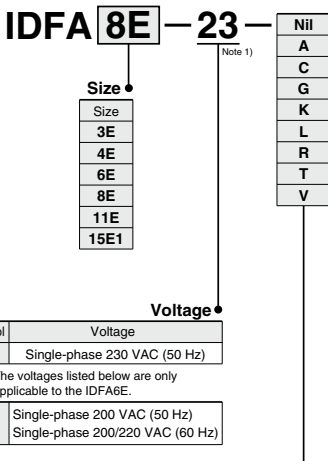 IDFA 8E — 23 —
Note 1)
Nil
A
C
G
K
L
R
T
V
Size
Size
3E
4E
6E
8E
11E
15E1
Voltage
Voltage
Single-phase 230 VAC (50 Hz)
voltages listed below are only
to the IDFA6E.
Single-phase 200 VAC (50 Hz)
Single-phase 200/220 VAC (60 Hz)